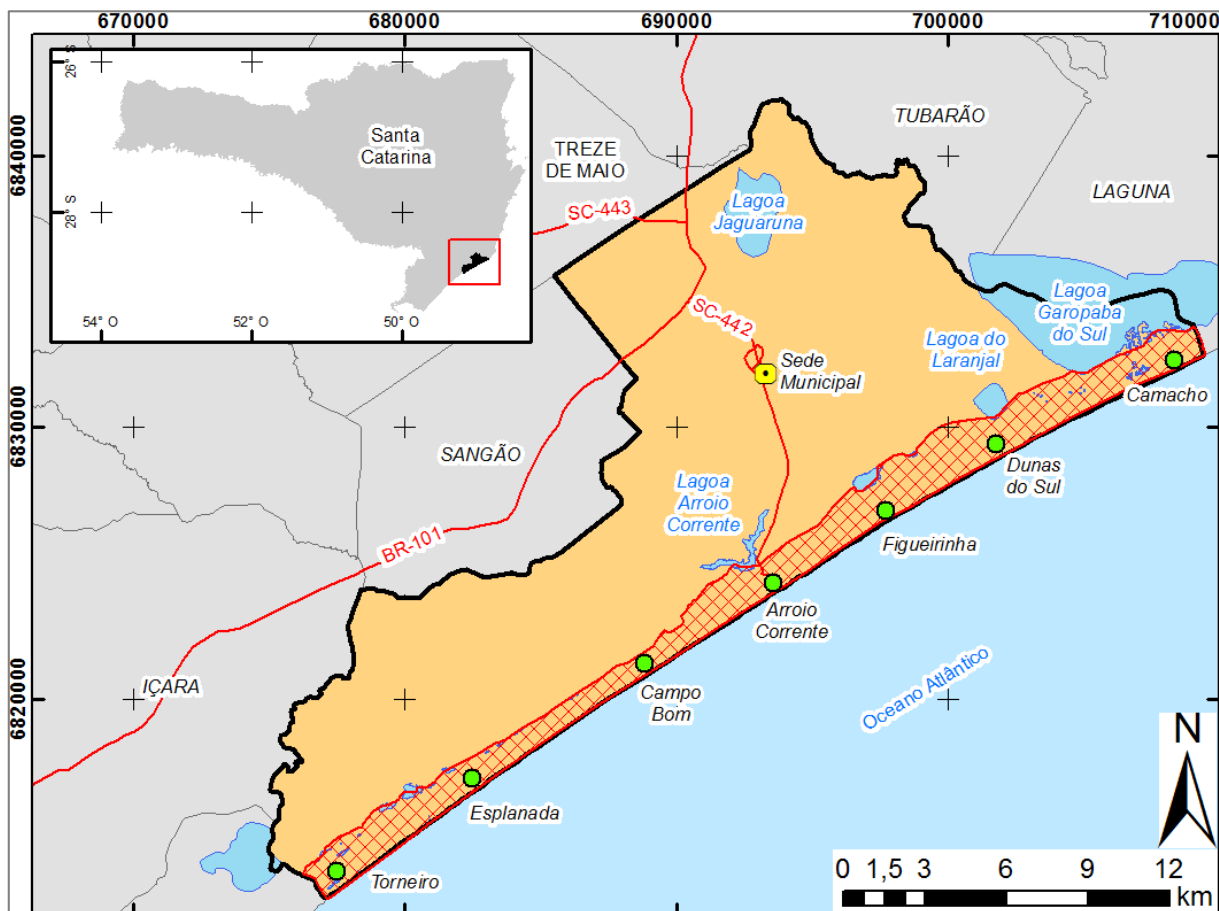 670000
680000
690000
700000
710000
6840000
6830000
6820000
26° S
28° S
54° O
52° O
50° O
Santa
Catarina
TREZE
DE MAIO
TUBARÃO
LAGUNA
SC-443
Lagoa
Jaguaruna
SC-442
Lagoa
Garopaba
do Sul
Lagoa do
Laranjal
Sede
Municipal
Camacho
SANGÃO
Dunas
do Sul
Lagoa
Arroio
Corrente
Figueirinha
BR-101
Arroio
Corrente
IÇARA
Campo
Bom
Oceano Atlântico
Esplanada
Torneiro
N
0 1,5 3 6 9 12
km